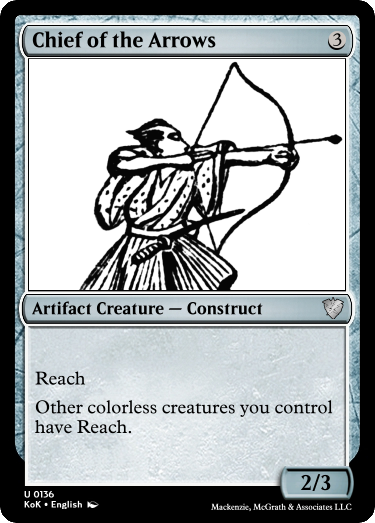 Chief of the Arrows 3
Artifact Creature — Construct
Reach
Other colorless creatures you control
have Reach.
2/3
U 0136
KoK • English
Mackenzie, McGrath & Associates LLC